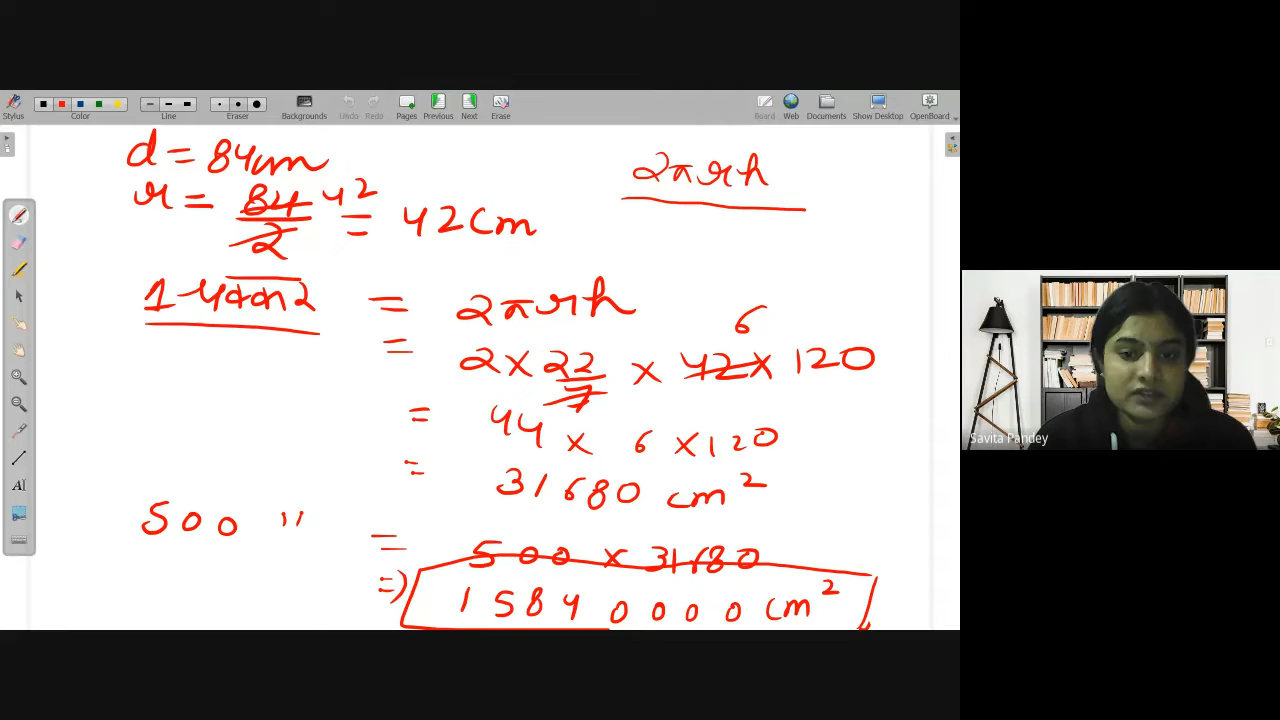 Stylus Color Line Eraser Backgrounds Undo Redo Pages Previous Next Erase Board Web Documents Show Desktop OpenBoard
d = 84cm
2πrh
r = 84/2 42 = 42cm
= 2πrh
6
= 2 × 22/7 × 42 × 120
= 44 × 6 × 120
= 31680 cm²
500 " = 500 × 31680
=) 15840000 cm²
Savita Pandey